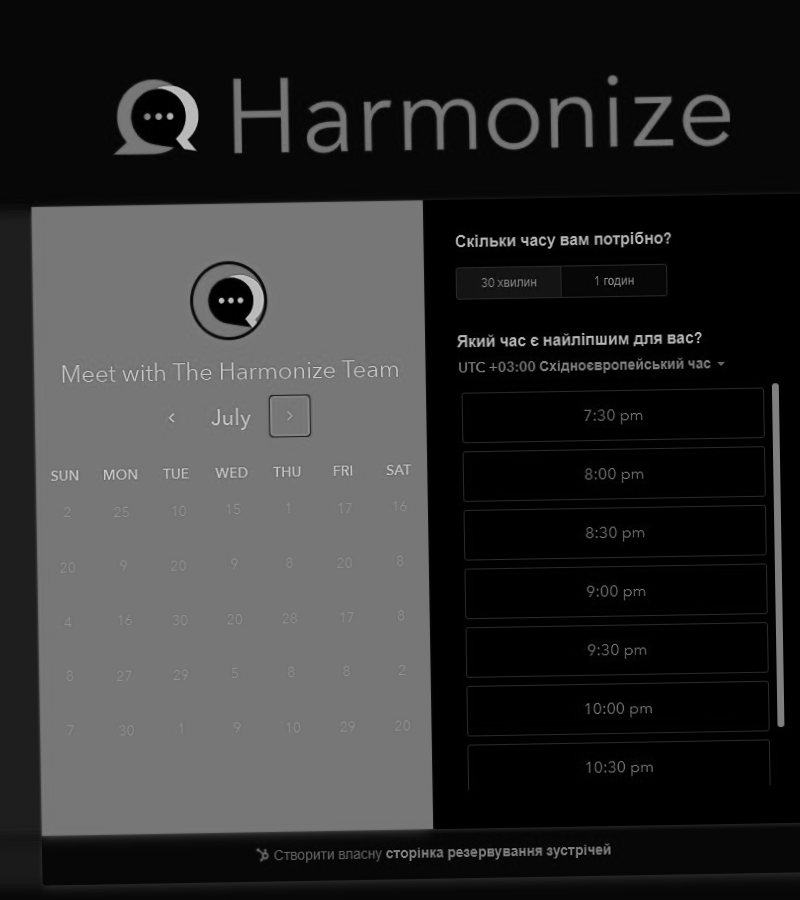 Harmonize
Meet with The Harmonize Team
July
SUN MON TUE WED THU FRI SAT
2 25 10 15 1 17 16
20 9 20 9 8 20 8
4 16 30 20 28 17 8
8 27 29 5 8 8 2
7 30 1 9 10 29 20
Скільки часу вам потрібно?
30 хвилин 1 годин
Який час є найліпшим для вас?
UTC +03:00 Східноєвропейський час
7:30 pm
8:00 pm
8:30 pm
9:00 pm
9:30 pm
10:00 pm
10:30 pm
Створити власну сторінка резервування зустрічей